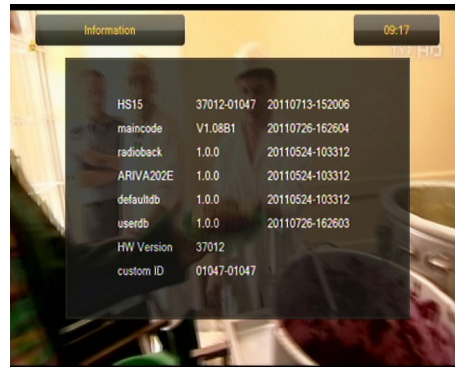 Information 09:17
TVP HD
HS15 37012-01047 20110713-152006
maincode V1.08B1 20110726-162604
radioback 1.0.0 20110524-103312
ARIVA202E 1.0.0 20110524-103312
defaultdb 1.0.0 20110524-103312
userdb 1.0.0 20110726-162603
HW Version 37012
custom ID 01047-01047